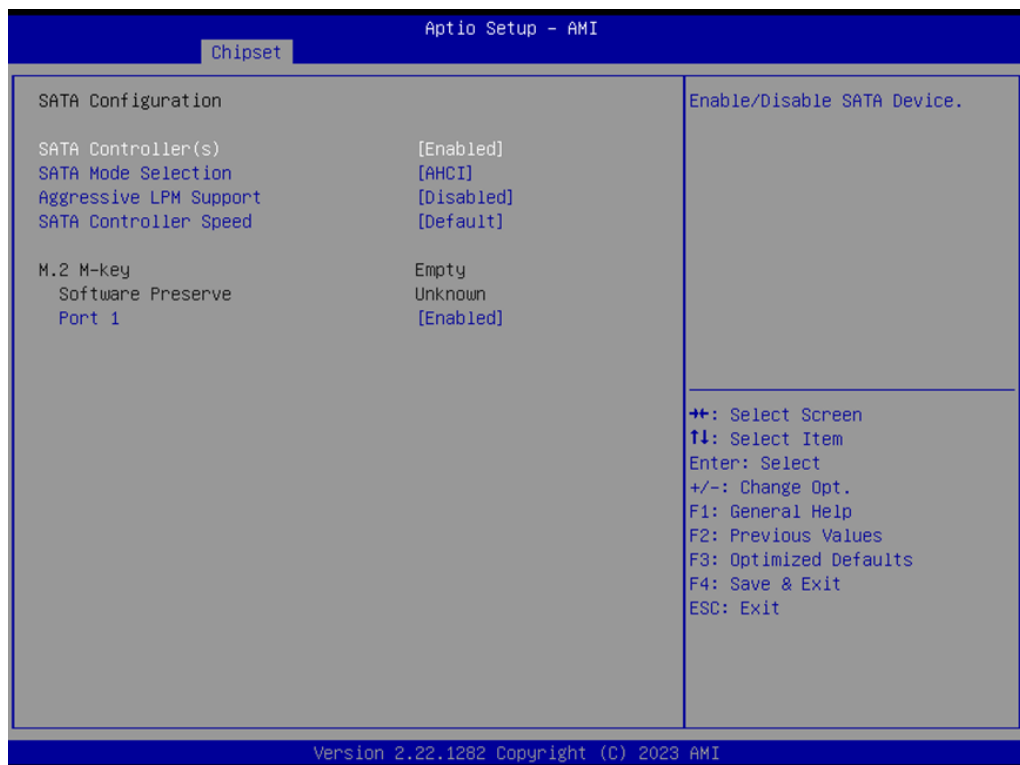 Aptio Setup - AMI
Chipset
SATA Configuration
SATA Controller(s) [Enabled]
SATA Mode Selection [AHCI]
Aggressive LPM Support [Disabled]
SATA Controller Speed [Default]
M.2 M-key Empty
Software Preserve Unknown
Port 1 [Enabled]
Enable/Disable SATA Device.
→←: Select Screen
↑↓: Select Item
Enter: Select
+/-: Change Opt.
F1: General Help
F2: Previous Values
F3: Optimized Defaults
F4: Save & Exit
ESC: Exit
Version 2.22.1282 Copyright (C) 2023 AMI